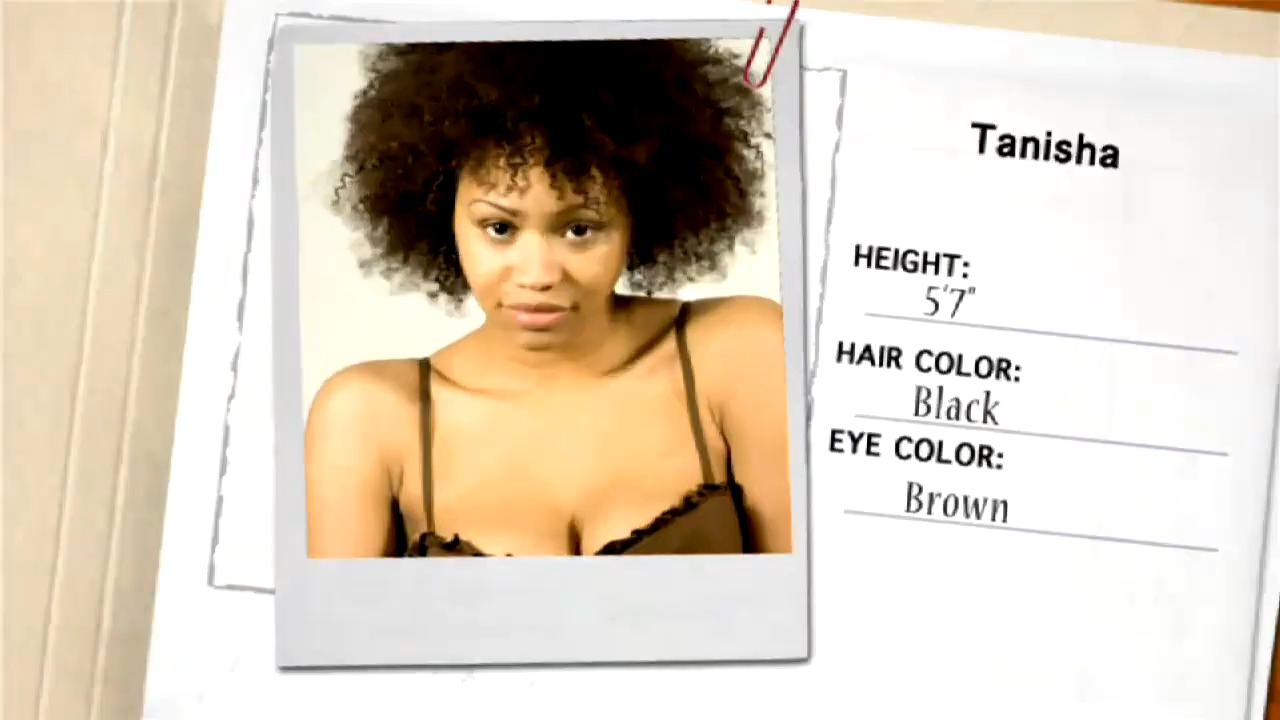 Tanisha
HEIGHT:
5'7"
HAIR COLOR:
Black
EYE COLOR:
Brown